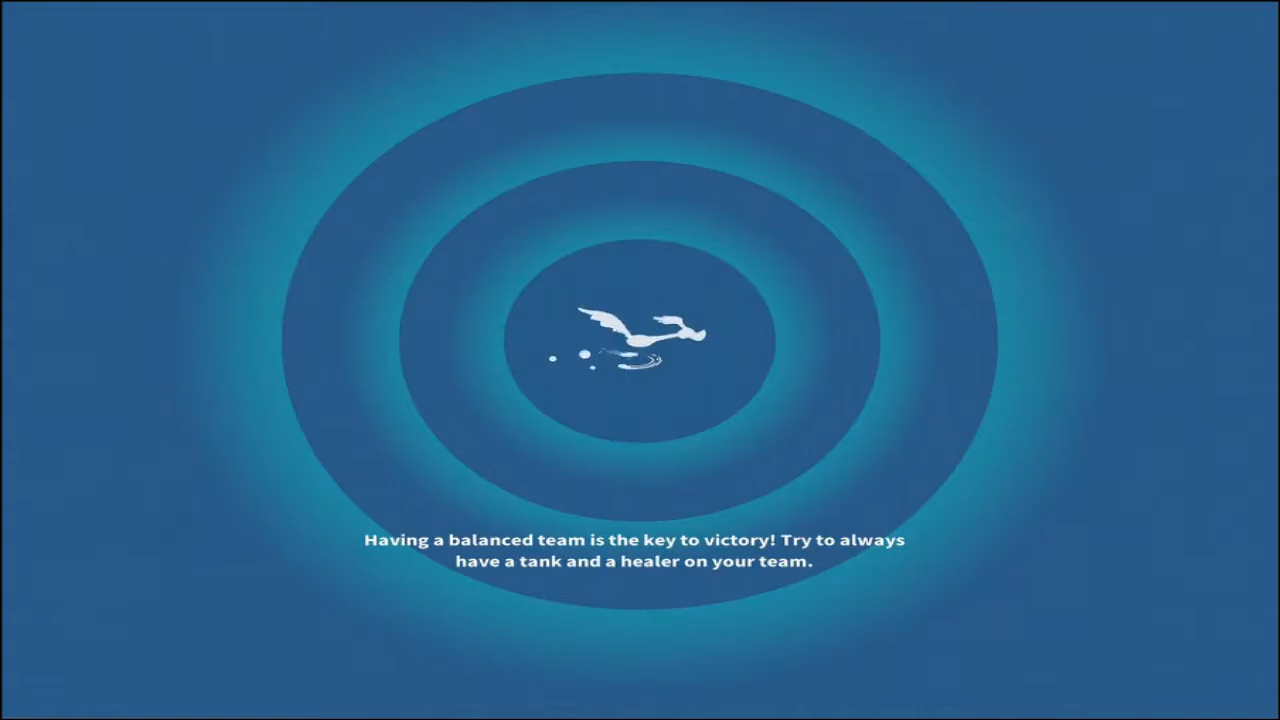 Having a balanced team is the key to victory! Try to always
have a tank and a healer on your team.